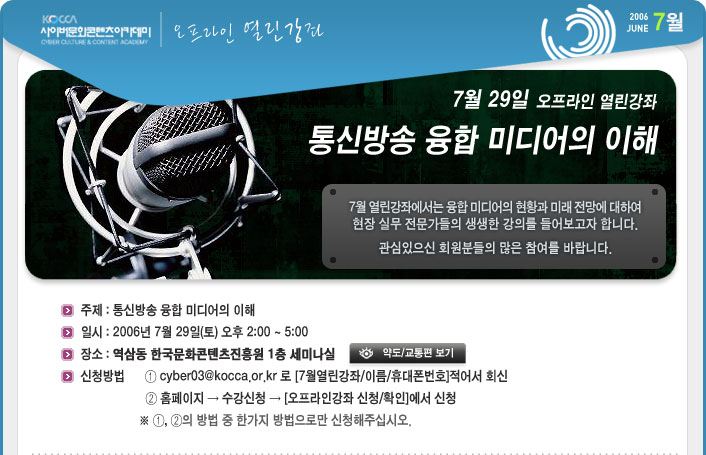 KOCCA
사이버문화콘텐츠아카데미
CYBER CULTURE & CONTENT ACADEMY
오프라인 열린강좌
2006
JUNE 7월
7월 29일 오프라인 열린강좌
통신방송 융합 미디어의 이해
7월 열린강좌에서는 융합 미디어의 현황과 미래 전망에 대하여
현장 실무 전문가들의 생생한 강의를 들어보고자 합니다.
관심있으신 회원분들의 많은 참여를 바랍니다.
주제 : 통신방송 융합 미디어의 이해
일시 : 2006년 7월 29일(토) 오후 2:00 ~ 5:00
장소 : 역삼동 한국문화콘텐츠진흥원 1층 세미나실 약도/교통편 보기
신청방법 ① cyber03@kocca.or.kr 로 [7월열린강좌/이름/휴대폰번호]적어서 회신
② 홈페이지 → 수강신청 → [오프라인강좌 신청/확인]에서 신청
※ ①, ②의 방법 중 한가지 방법으로만 신청해주십시오.